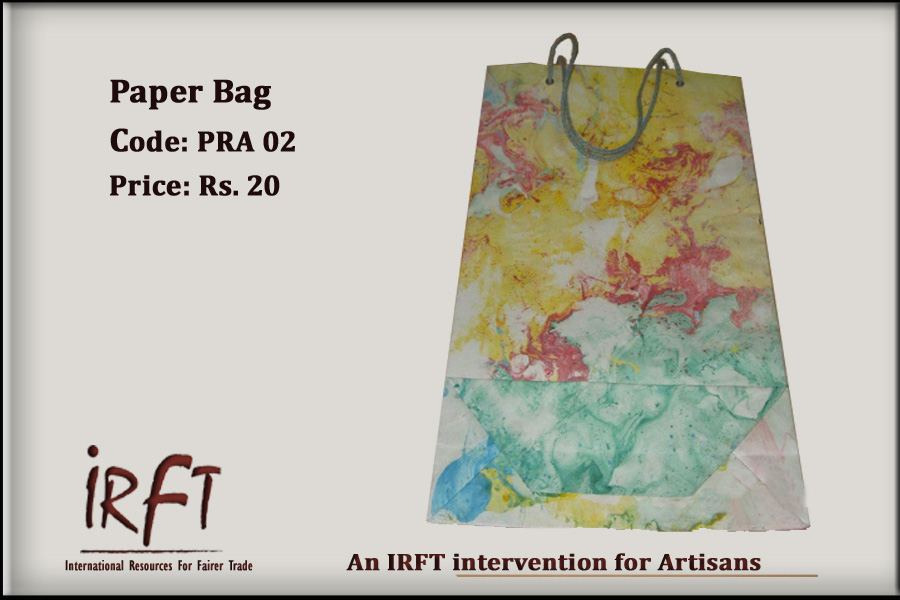 Paper Bag
Code: PRA 02
Price: Rs. 20
iRFT
International Resources For Fairer Trade
An IRFT intervention for Artisans